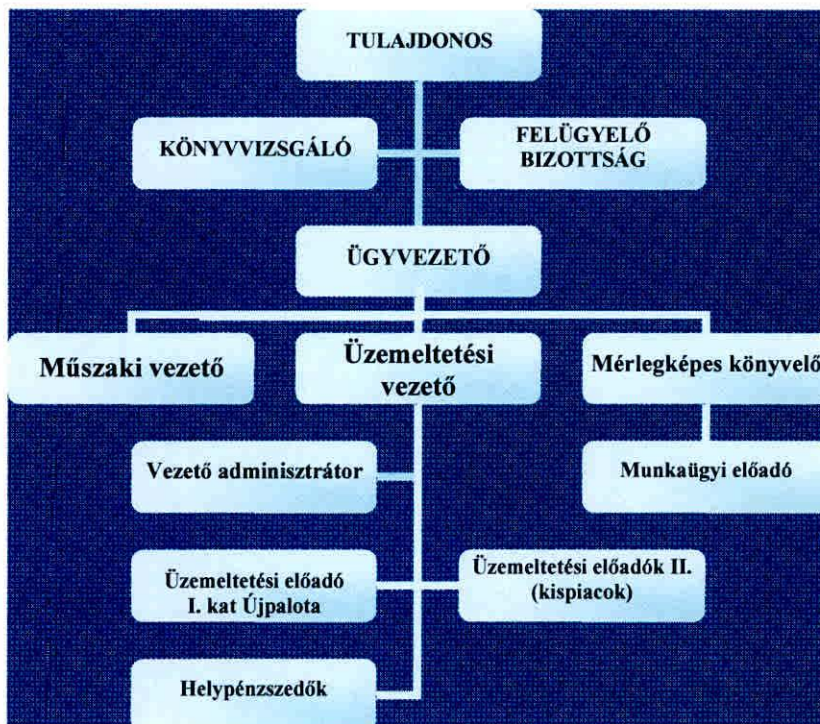 TULAJDONOS
KÖNYVVIZSGÁLÓ
FELÜGYELŐ
BIZOTTSÁG
ÜGYVEZETŐ
Műszaki vezető
Üzemeltetési
vezető
Mérlegképes könyvelő
Vezető adminisztrátor
Munkaügyi előadó
Üzemeltetési előadó
I. kat Újpalota
Üzemeltetési előadók II.
(kispiacok)
Helypénzszedők